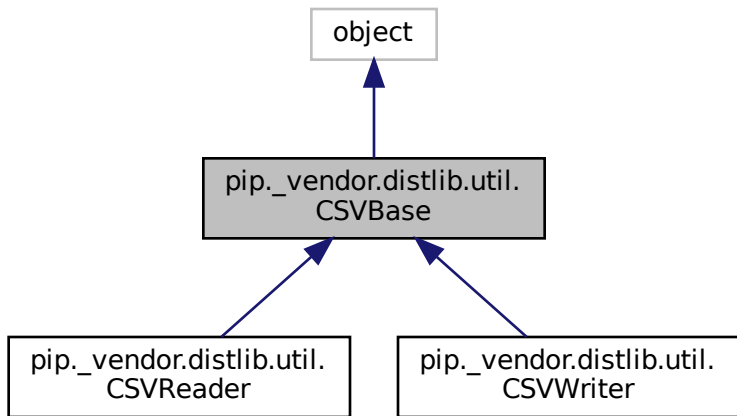 object
pip._vendor.distlib.util.
CSVBase
pip._vendor.distlib.util.
CSVReader
pip._vendor.distlib.util.
CSVWriter